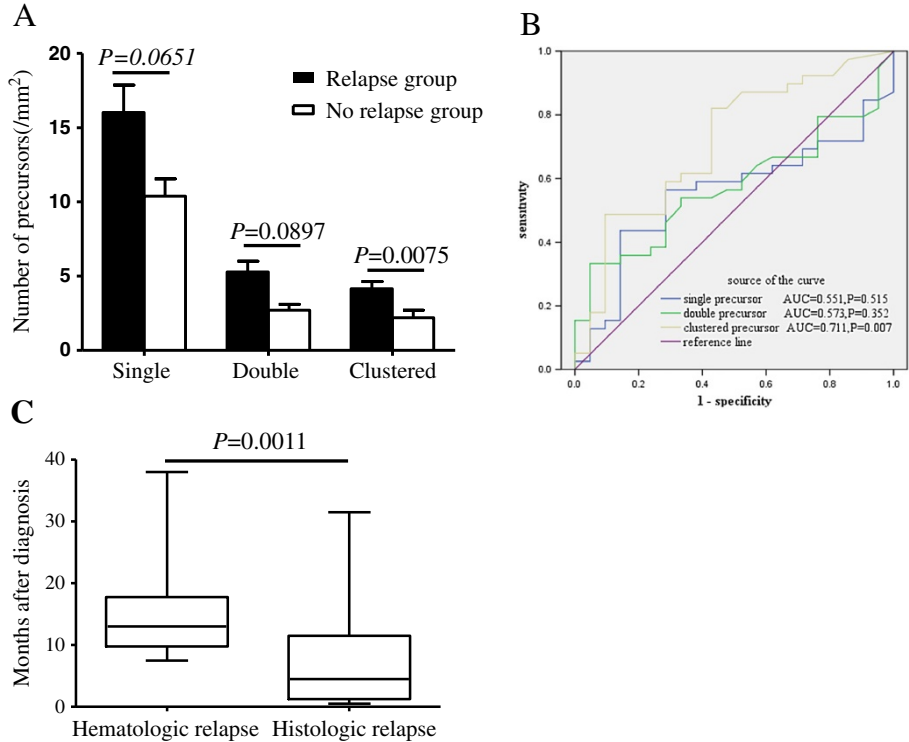 A
Number of precursors(/mm²)
20
15
10
5
0
P=0.0651
P=0.0897
P=0.0075
Relapse group
No relapse group
Single
Double
Clustered
B
sensitivity
1.0
0.8
0.6
0.4
0.2
0.0
source of the curve
single precursor AUC=0.551,P=0.515
double precursor AUC=0.573,P=0.352
clustered precursor AUC=0.711,P=0.007
reference line
0.0 0.2 0.4 0.6 0.8 1.0
1 - specificity
C
P=0.0011
Months after diagnosis
40
30
20
10
0
Hematologic relapse
Histologic relapse